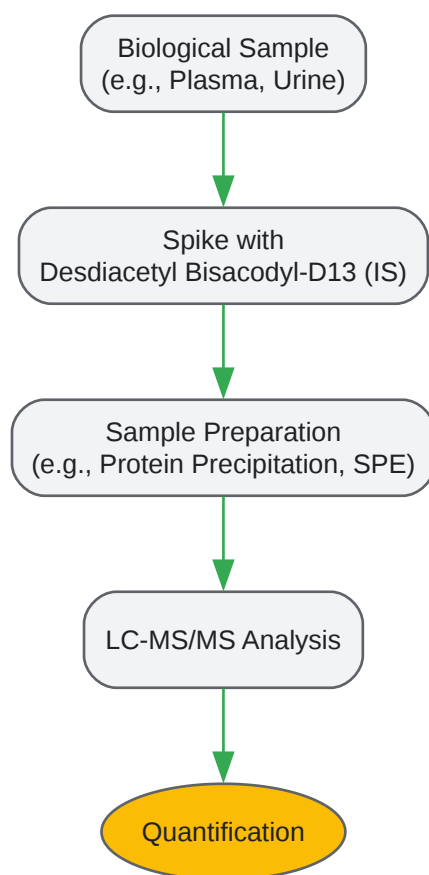 Biological Sample
(e.g., Plasma, Urine)
Spike with
Desdiacetyl Bisacodyl-D13 (IS)
Sample Preparation
(e.g., Protein Precipitation, SPE)
LC-MS/MS Analysis
Quantification